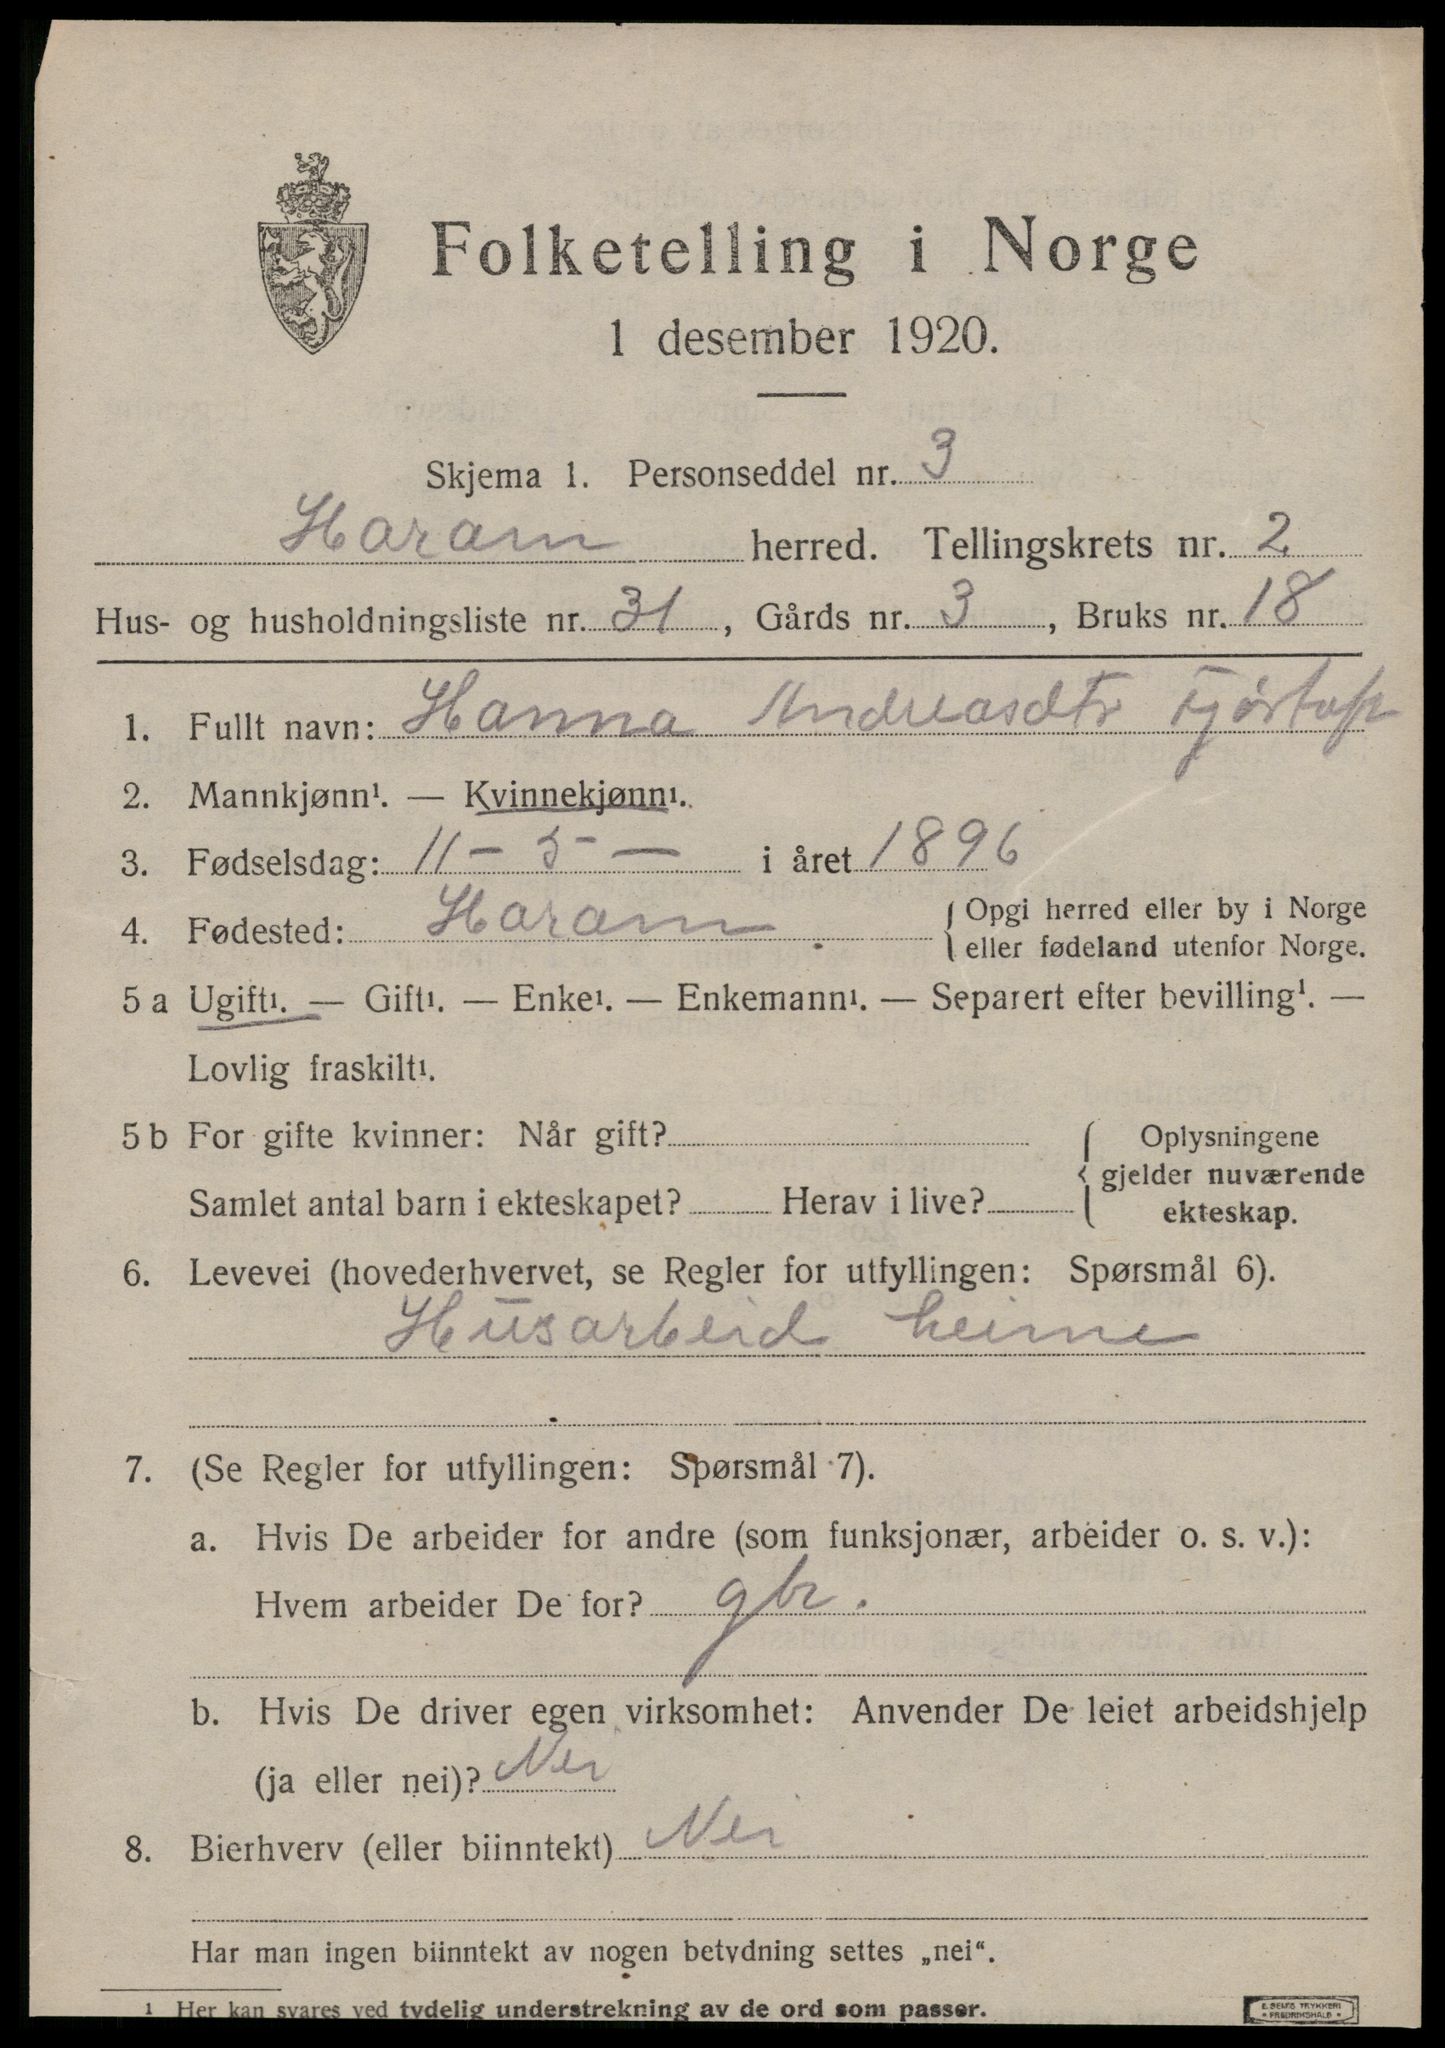 Folketelling i Norge
1 desember 1920.
Skjema 1. Personseddel nr. 3
Haram herred. Tellingskrets nr. 2
Hus- og husholdningsliste nr. 31, Gårds nr. 3, Bruks nr. 18
1. Fullt navn: Hanna Andreasdtr Fjørtoft
2. Mannkjønn¹. — Kvinnekjønn¹.
3. Fødselsdag: 11 – 5 — i året 1896
4. Fødested: Haram { Opgi herred eller by i Norge
eller fødeland utenfor Norge.
5 a Ugift¹. — Gift¹. — Enke¹. — Enkemann¹. — Separert efter bevilling¹. —
Lovlig fraskilt¹.
5 b For gifte kvinner: Når gift? { Oplysningene
gjelder nuværende
Samlet antal barn i ekteskapet? Herav i live? ekteskap.
6. Levevei (hovederhvervet, se Regler for utfyllingen: Spørsmål 6).
Husarbeid heime
7. (Se Regler for utfyllingen: Spørsmål 7).
a. Hvis De arbeider for andre (som funksjonær, arbeider o. s. v.):
Hvem arbeider De for? gbr.
b. Hvis De driver egen virksomhet: Anvender De leiet arbeidshjelp
(ja eller nei)? Nei
8. Bierhverv (eller biinntekt) Nei
Har man ingen biinntekt av nogen betydning settes „nei“.
¹ Her kan svares ved tydelig understrekning av de ord som passer.
E. SEM'S TRYKKERI
• FREDRIKSHALD •